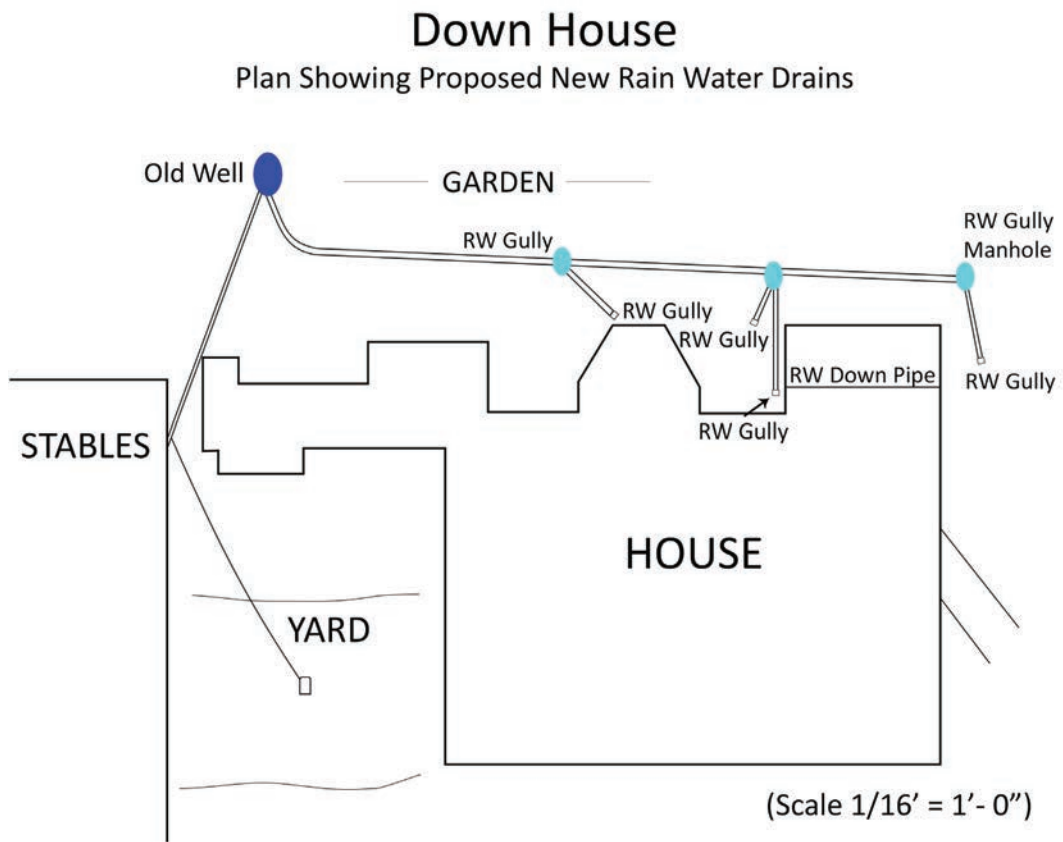 Down House
Plan Showing Proposed New Rain Water Drains
Old Well
GARDEN
RW Gully
RW Gully
Manhole
RW Gully
RW Gully
RW Down Pipe
RW Gully
RW Gully
STABLES
HOUSE
YARD
(Scale 1/16’ = 1’- 0”)